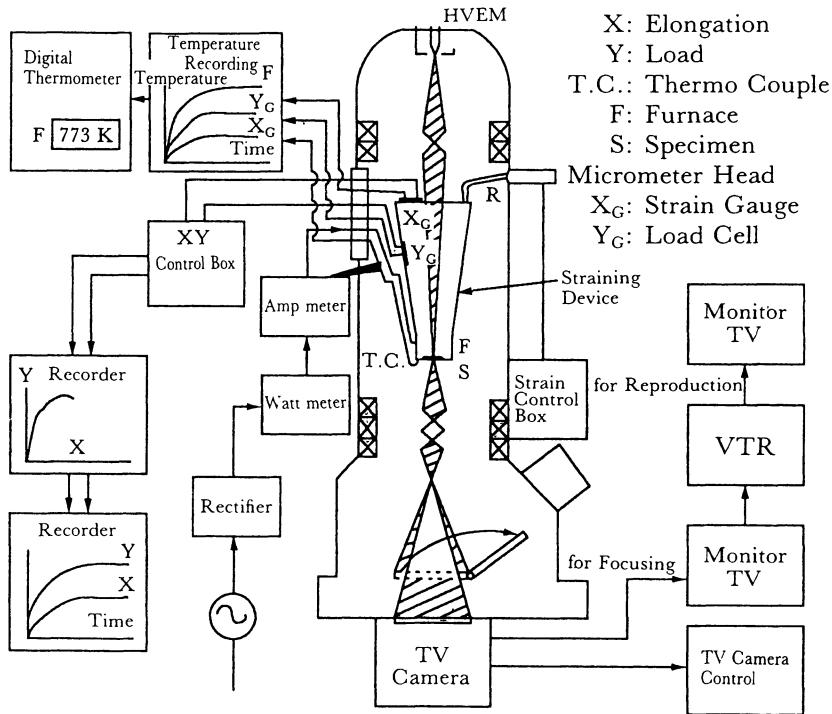 HVEM
X: Elongation
Y: Load
T.C.: Thermo Couple
F: Furnace
S: Specimen
Micrometer Head
X_G: Strain Gauge
Y_G: Load Cell
Digital
Thermometer
F 773 K
Temperature
Recording
Temperature
F
Y_G
X_G
Time
R
X_G
r
Y_G
XY
Control Box
Amp meter
Straining
Device
T.C.
F
S
Watt meter
Strain
Control
Box
for Reproduction
Monitor
TV
VTR
Y
Recorder
X
Rectifier
Recorder
Y
X
Time
for Focusing
Monitor
TV
TV
Camera
TV Camera
Control